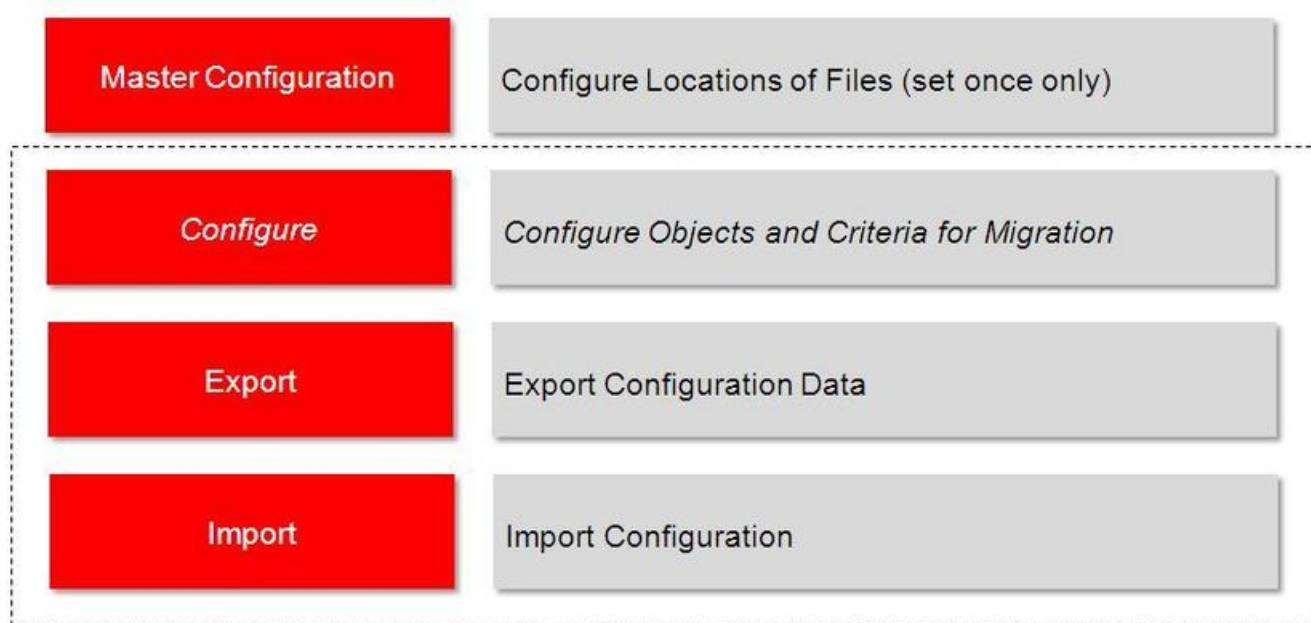 Master Configuration
Configure Locations of Files (set once only)
Configure
Configure Objects and Criteria for Migration
Export
Export Configuration Data
Import
Import Configuration